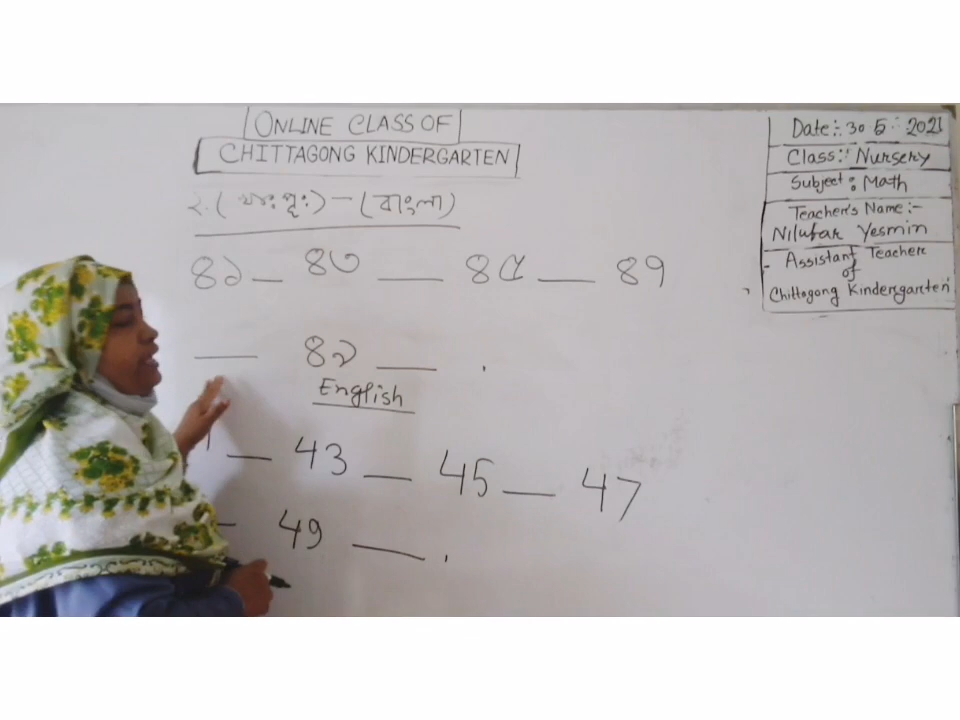 ONLINE CLASS OF
CHITTAGONG KINDERGARTEN
২. (খাঃ পূঃ) – (বাংলা)
৪১ _ ৪৩ _ ৪৫ _ ৪৭
_ ৪৯ _ .
English
_ 43 _ 45 _ 47
_ 49 _ .
Date:- 30 5 2021
Class:- Nursery
Subject: Math
Teacher's Name:-
Nilufar Yesmin
- Assistant Teacher
of
Chittagong Kindergarten